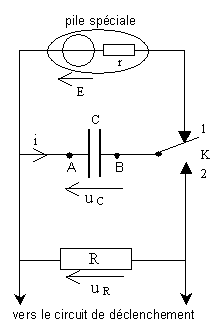 pile spéciale
r
E
C
1
i
K
A
B
2
uC
R
uR
vers le circuit de déclenchement